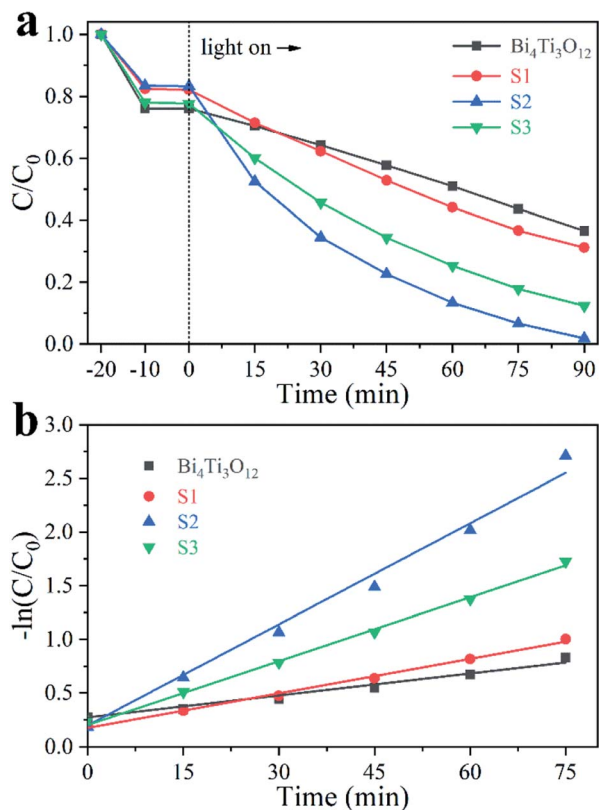 a
light on →
Bi₄Ti₃O₁₂
S1
S2
S3
C/C₀
1.0
0.8
0.6
0.4
0.2
0.0
-20 -10 0 15 30 45 60 75 90
Time (min)
b
Bi₄Ti₃O₁₂
S1
S2
S3
-ln(C/C₀)
3.0
2.5
2.0
1.5
1.0
0.5
0.0
0 15 30 45 60 75
Time (min)